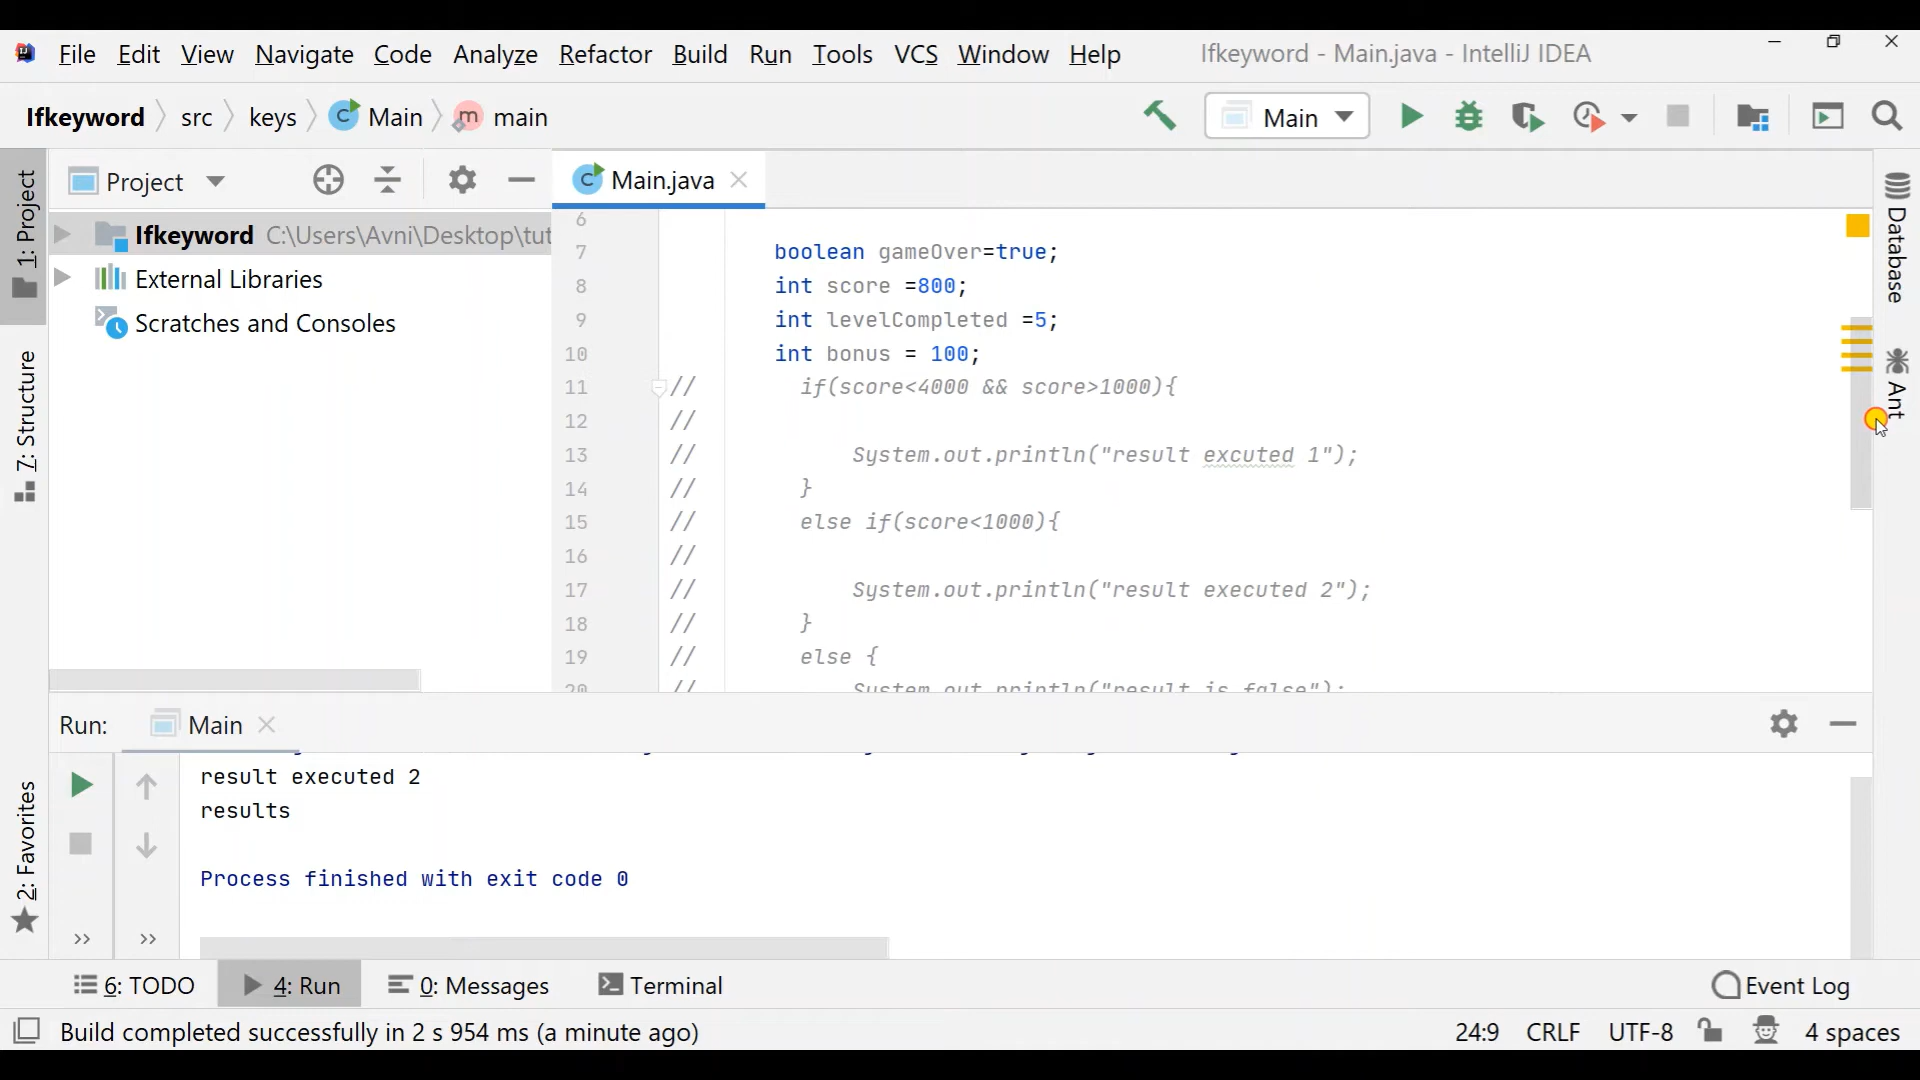 File Edit View Navigate Code Analyze Refactor Build Run Tools VCS Window Help Ifkeyword - Main.java - IntelliJ IDEA
Ifkeyword src keys C Main m main Main
1: Project
Project
C Main.java
Ifkeyword C:\Users\Avni\Desktop\tut
External Libraries
Scratches and Consoles
7: Structure
2: Favorites
Database
Ant
6
7 boolean gameOver=true;
8 int score =800;
9 int levelCompleted =5;
10 int bonus = 100;
11 // if(score<4000 && score>1000){
12 //
13 // System.out.println("result excuted 1");
14 // }
15 // else if(score<1000){
16 //
17 // System.out.println("result executed 2");
18 // }
19 // else {
20 // System.out.println("result is false");
Run: Main
result executed 2
results
Process finished with exit code 0
6: TODO 4: Run 0: Messages Terminal Event Log
Build completed successfully in 2 s 954 ms (a minute ago) 24:9 CRLF UTF-8 4 spaces